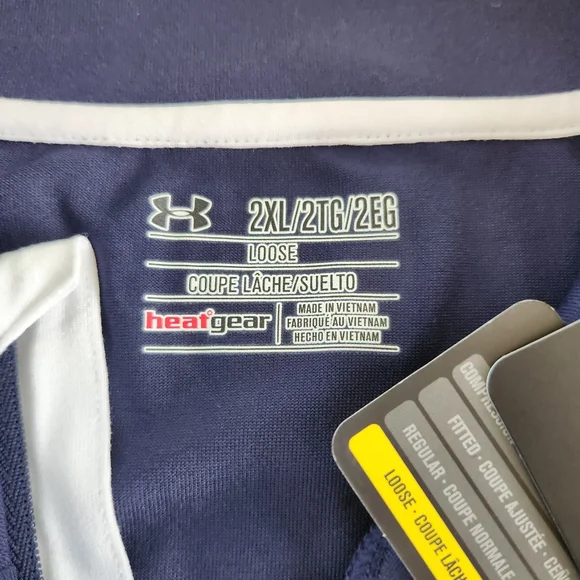 2XL/2TG/2EG
LOOSE
COUPE LÂCHE/SUELTO
heatgear
MADE IN VIETNAM
FABRIQUÉ AU VIETNAM
HECHO EN VIETNAM
FITTED · COUPE AJUSTÉE ·
REGULAR · COUPE NORMALE
LOOSE · COUPE